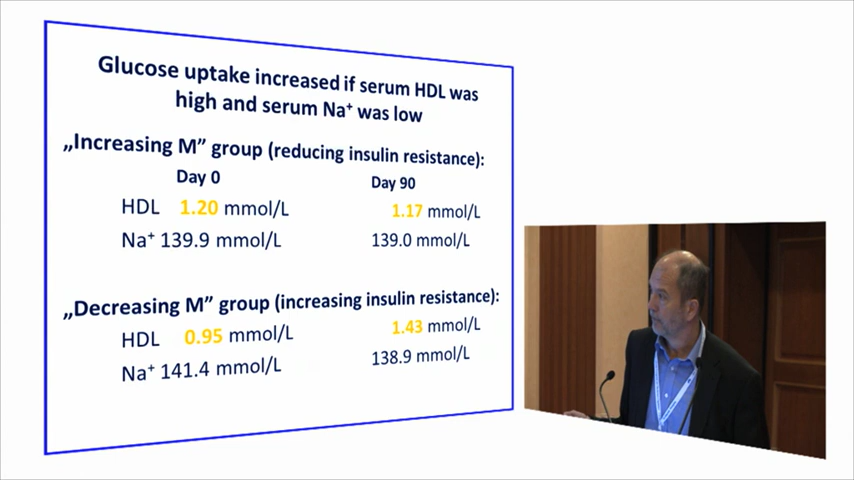 Glucose uptake increased if serum HDL was
high and serum Na⁺ was low
„Increasing M” group (reducing insulin resistance):
Day 0 Day 90
HDL 1.20 mmol/L 1.17 mmol/L
Na⁺ 139.9 mmol/L 139.0 mmol/L
„Decreasing M” group (increasing insulin resistance):
HDL 0.95 mmol/L 1.43 mmol/L
Na⁺ 141.4 mmol/L 138.9 mmol/L